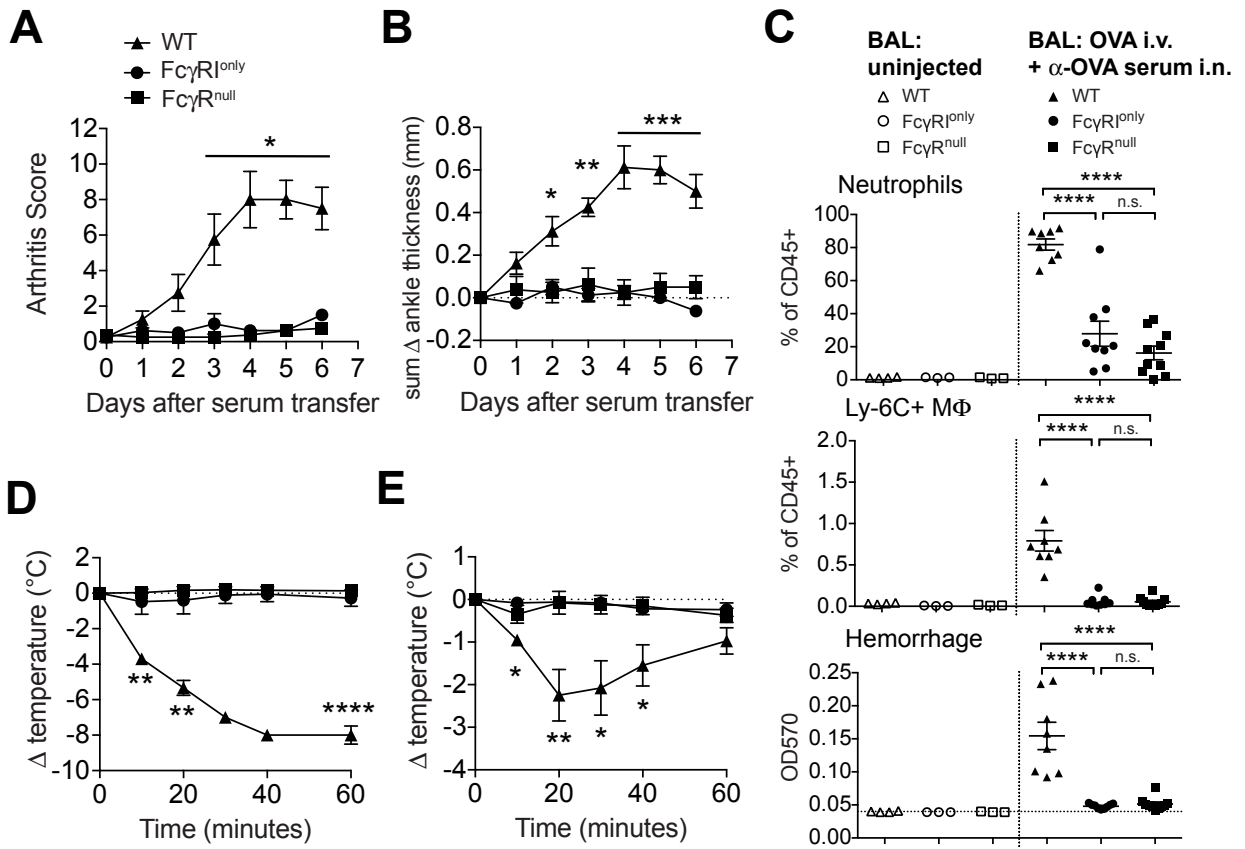 A
WT
FcγRI^only
FcγR^null
Arthritis Score
12
10
8
6
4
2
0
0 1 2 3 4 5 6 7
*
Days after serum transfer
B
sum Δ ankle thickness (mm)
0.8
0.6
0.4
0.2
0.0
-0.2
0 1 2 3 4 5 6 7
* ** ***
Days after serum transfer
C
BAL:
uninjected
WT
FcγRI^only
FcγR^null
BAL: OVA i.v.
+ α-OVA serum i.n.
WT
FcγRI^only
FcγR^null
Neutrophils
% of CD45+
100
80
60
40
20
0
****
**** n.s.
Ly-6C+ MΦ
% of CD45+
2.0
1.5
1.0
0.5
0.0
****
**** n.s.
Hemorrhage
OD570
0.25
0.20
0.15
0.10
0.05
0.00
****
**** n.s.
D
Δ temperature (°C)
2
0
-2
-4
-6
-8
-10
0 20 40 60
** ** ****
Time (minutes)
E
Δ temperature (°C)
1
0
-1
-2
-3
-4
0 20 40 60
* ** * *
Time (minutes)